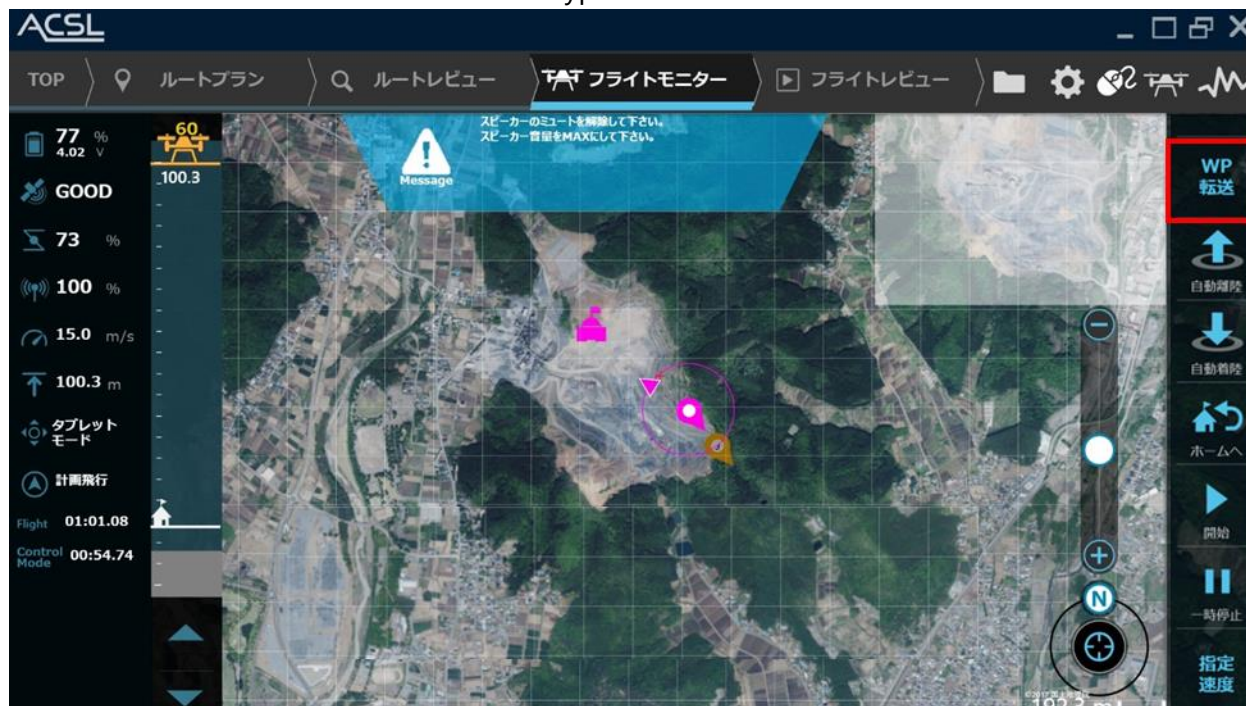 ACSL
TOP
ルートプラン
ルートレビュー
フライトモニター
フライトレビュー
77 %
4.02 V
GOOD
73 %
100 %
15.0 m/s
100.3 m
タブレット
モード
計画飛行
Flight 01:01.08
Control
Mode 00:54.74
60
100.3
スピーカーのミュートを解除して下さい。
スピーカー音量をMAXにして下さい。
Message
N
WP
転送
自動離陸
自動着陸
ホームへ
開始
一時停止
指定
速度